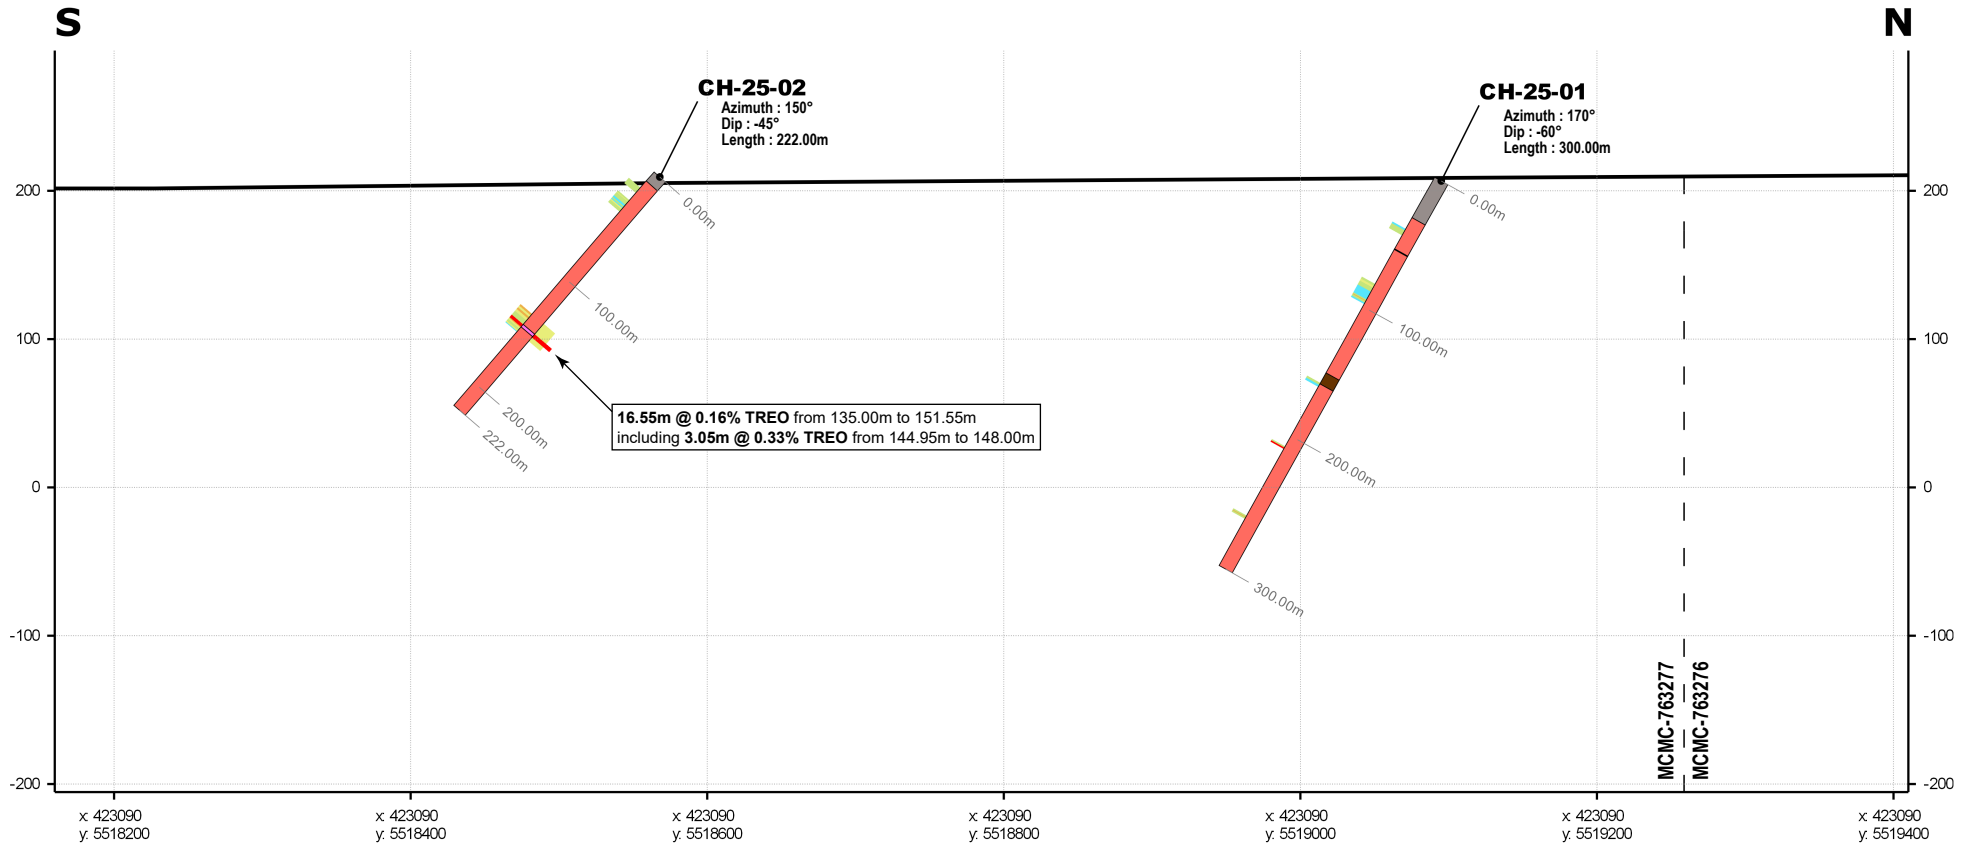 S
N
CH-25-02
Azimuth : 150°
Dip : -45°
Length : 222.00m
CH-25-01
Azimuth : 170°
Dip : -60°
Length : 300.00m
200
200
0.00m
0.00m
100.00m
100.00m
100
100
200.00m
222.00m
16.55m @ 0.16% TREO from 135.00m to 151.55m
including 3.05m @ 0.33% TREO from 144.95m to 148.00m
200.00m
0
0
300.00m
-100
-100
MCMC-763277
MCMC-763276
-200
-200
x: 423090
y: 5518200
x: 423090
y: 5518400
x: 423090
y: 5518600
x: 423090
y: 5518800
x: 423090
y: 5519000
x: 423090
y: 5519200
x: 423090
y: 5519400